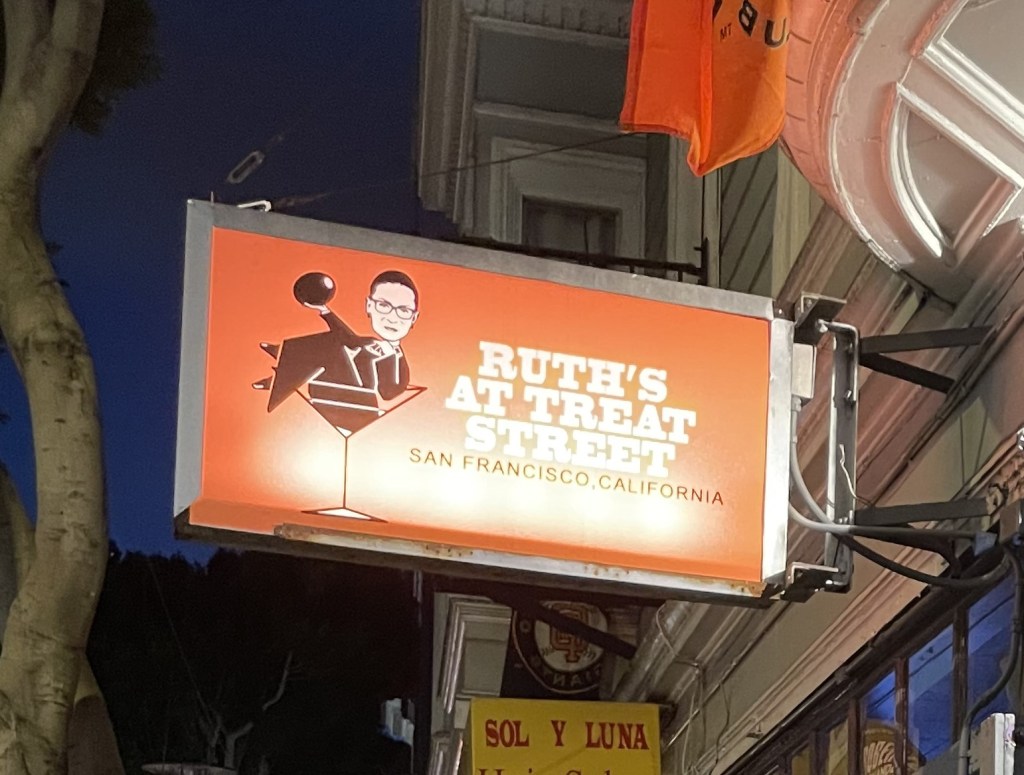 RUTH'S
AT TREAT
STREET
SAN FRANCISCO, CALIFORNIA
SOL Y LUNA